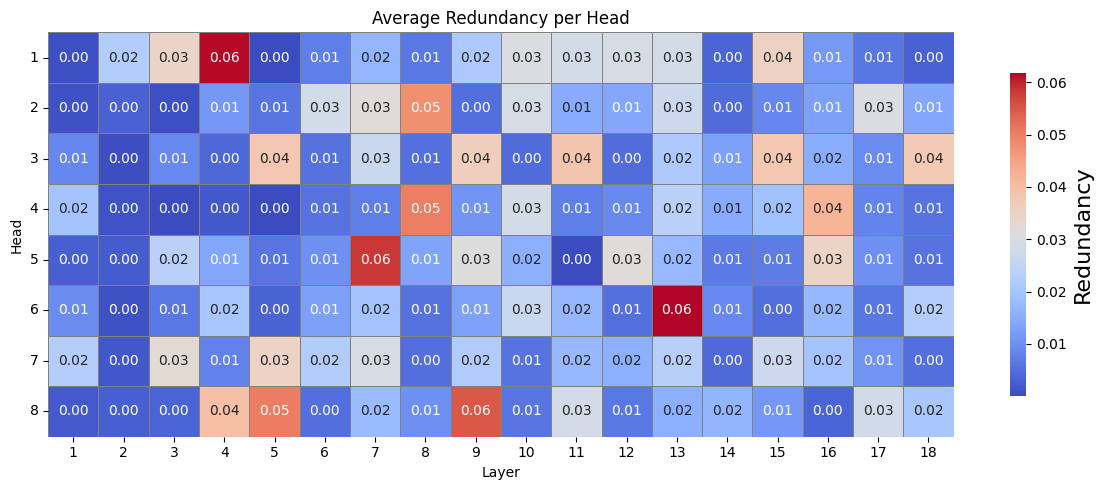 Average Redundancy per Head
1 0.00 0.02 0.03 0.06 0.00 0.01 0.02 0.01 0.02 0.03 0.03 0.03 0.03 0.00 0.04 0.01 0.01 0.00
2 0.00 0.00 0.00 0.01 0.01 0.03 0.03 0.05 0.00 0.03 0.01 0.01 0.03 0.00 0.01 0.01 0.03 0.01
3 0.01 0.00 0.01 0.00 0.04 0.01 0.03 0.01 0.04 0.00 0.04 0.00 0.02 0.01 0.04 0.02 0.01 0.04
4 0.02 0.00 0.00 0.00 0.00 0.01 0.01 0.05 0.01 0.03 0.01 0.01 0.02 0.01 0.02 0.04 0.01 0.01
5 0.00 0.00 0.02 0.01 0.01 0.01 0.06 0.01 0.03 0.02 0.00 0.03 0.02 0.01 0.01 0.03 0.01 0.01
6 0.01 0.00 0.01 0.02 0.00 0.01 0.02 0.01 0.01 0.03 0.02 0.01 0.06 0.01 0.00 0.02 0.01 0.02
7 0.02 0.00 0.03 0.01 0.03 0.02 0.03 0.00 0.02 0.01 0.02 0.02 0.02 0.00 0.03 0.02 0.01 0.00
8 0.00 0.00 0.00 0.04 0.05 0.00 0.02 0.01 0.06 0.01 0.03 0.01 0.02 0.02 0.01 0.00 0.03 0.02
1 2 3 4 5 6 7 8 9 10 11 12 13 14 15 16 17 18
Layer
Head
0.06
0.05
0.04
0.03
0.02
0.01
Redundancy